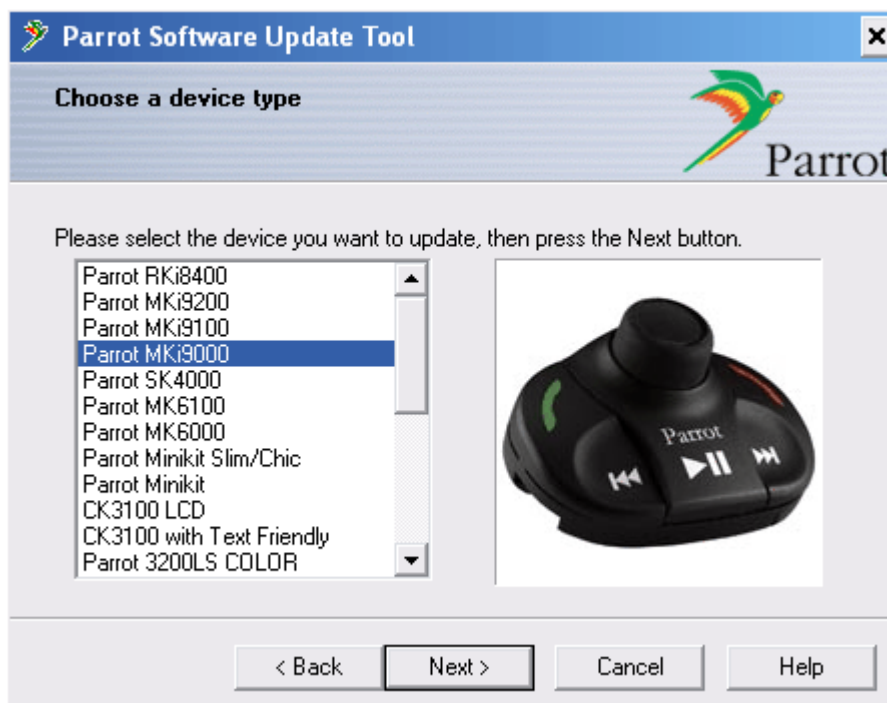 Parrot Software Update Tool
Choose a device type
Parrot
Please select the device you want to update, then press the Next button.
Parrot RKi8400
Parrot MKi9200
Parrot MKi9100
Parrot MKi9000
Parrot SK4000
Parrot MK6100
Parrot MK6000
Parrot Minikit Slim/Chic
Parrot Minikit
CK3100 LCD
CK3100 with Text Friendly
Parrot 3200LS COLOR
Parrot
< Back
Next >
Cancel
Help